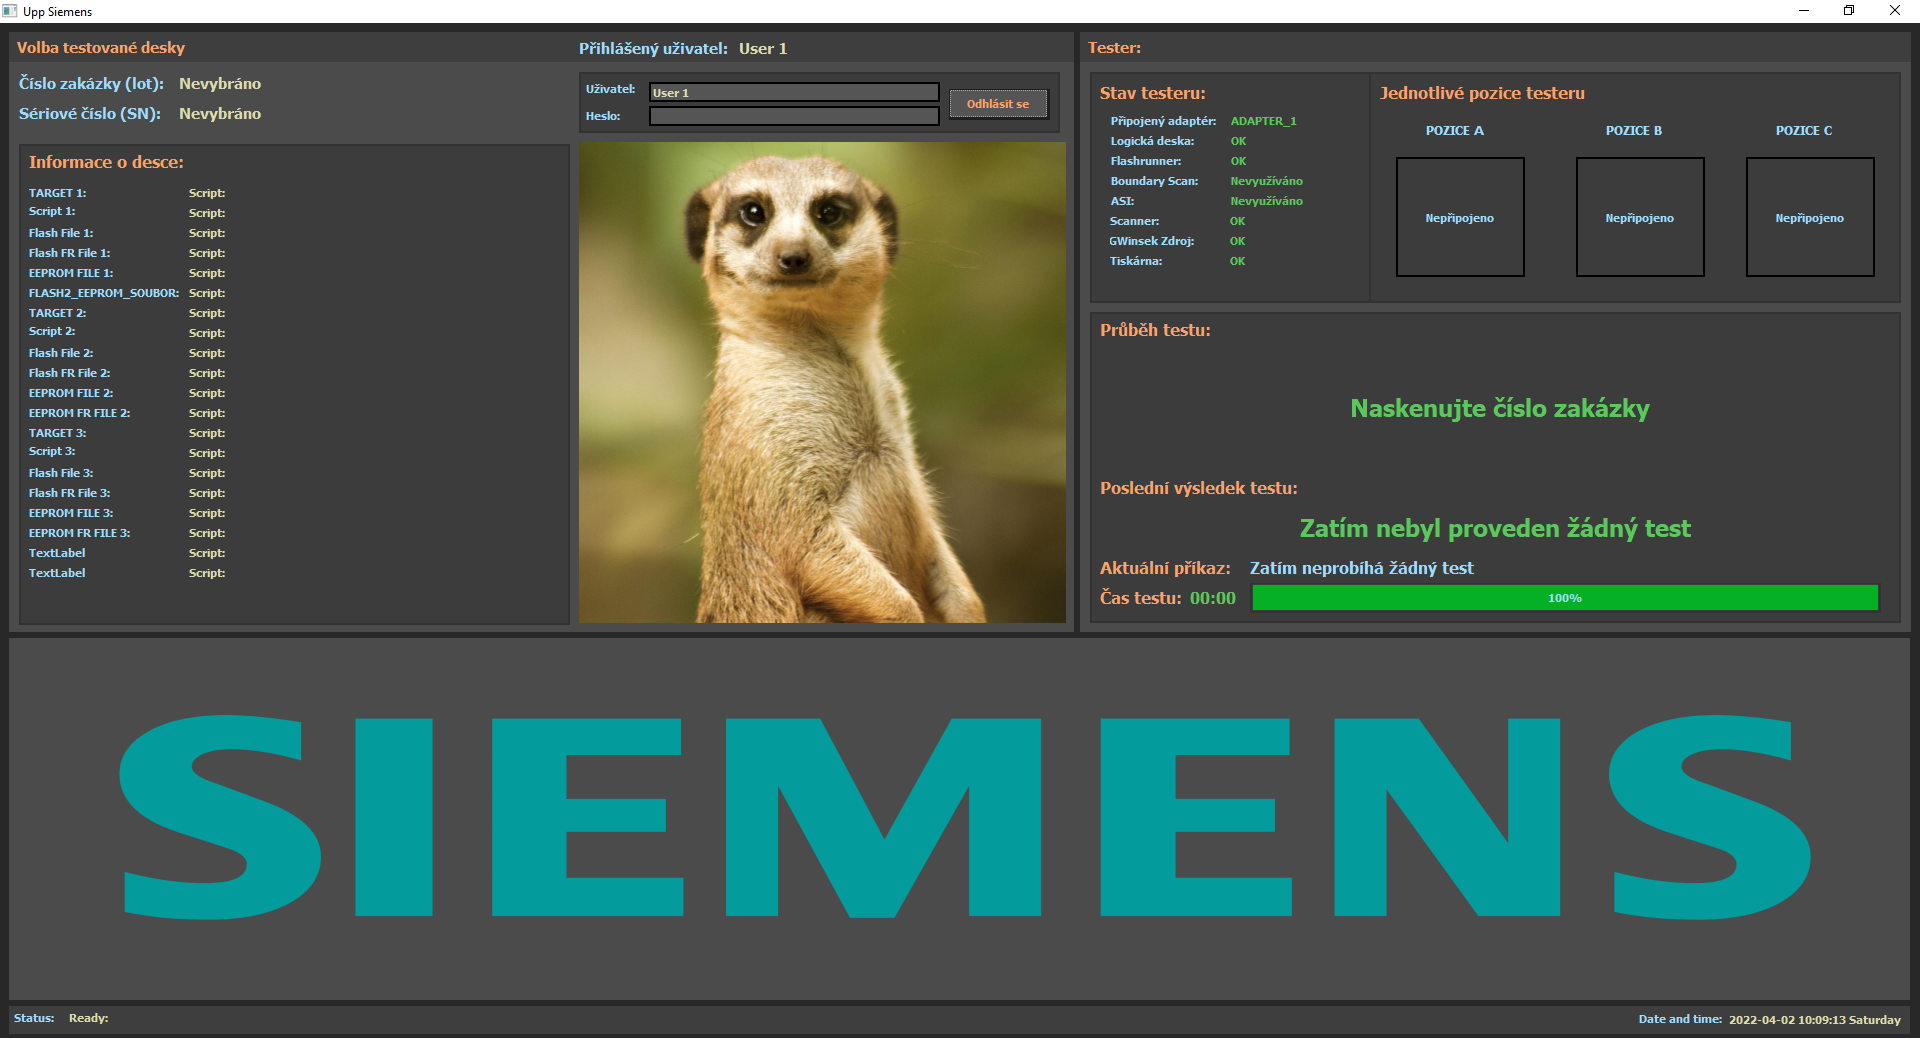 Upp Siemens
Volba testované desky
Číslo zakázky (lot): Nevybráno
Sériové číslo (SN): Nevybráno
Informace o desce:
TARGET 1: Script:
Script 1: Script:
Flash File 1: Script:
Flash FR File 1: Script:
EEPROM FILE 1: Script:
FLASH2_EEPROM_SOUBOR: Script:
TARGET 2: Script:
Script 2: Script:
Flash File 2: Script:
Flash FR File 2: Script:
EEPROM FILE 2: Script:
EEPROM FR FILE 2: Script:
TARGET 3: Script:
Script 3: Script:
Flash File 3: Script:
Flash FR File 3: Script:
EEPROM FILE 3: Script:
EEPROM FR FILE 3: Script:
TextLabel Script:
TextLabel Script:
Přihlášený uživatel: User 1
Uživatel: User 1
Heslo:
Odhlásit se
Tester:
Stav testeru:
Připojený adaptér: ADAPTER_1
Logická deska: OK
Flashrunner: OK
Boundary Scan: Nevyužíváno
ASI: Nevyužíváno
Scanner: OK
GWinsek Zdroj: OK
Tiskárna: OK
Jednotlivé pozice testeru
POZICE A POZICE B POZICE C
Nepřipojeno Nepřipojeno Nepřipojeno
Průběh testu:
Naskenujte číslo zakázky
Poslední výsledek testu:
Zatím nebyl proveden žádný test
Aktuální příkaz: Zatím neprobíhá žádný test
Čas testu: 00:00 100%
SIEMENS
Status: Ready:
Date and time: 2022-04-02 10:09:13 Saturday